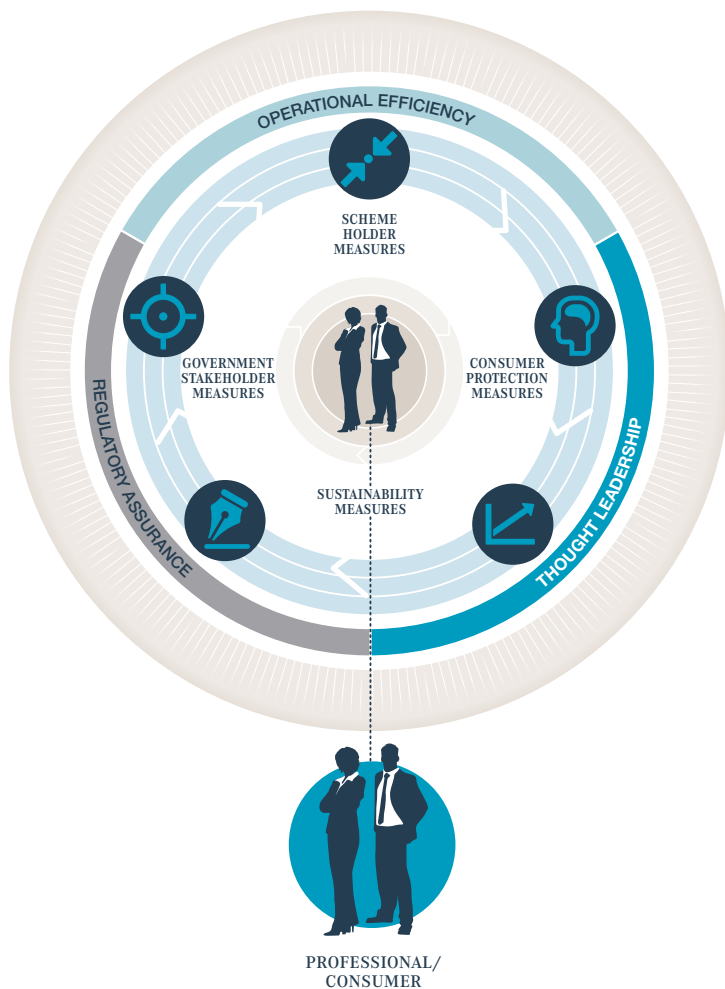 OPERATIONAL EFFICIENCY
SCHEME
HOLDER
MEASURES
GOVERNMENT
STAKEHOLDER
MEASURES
CONSUMER
PROTECTION
MEASURES
REGULATORY ASSURANCE
THOUGHT LEADERSHIP
SUSTAINABILITY
MEASURES
PROFESSIONAL/
CONSUMER